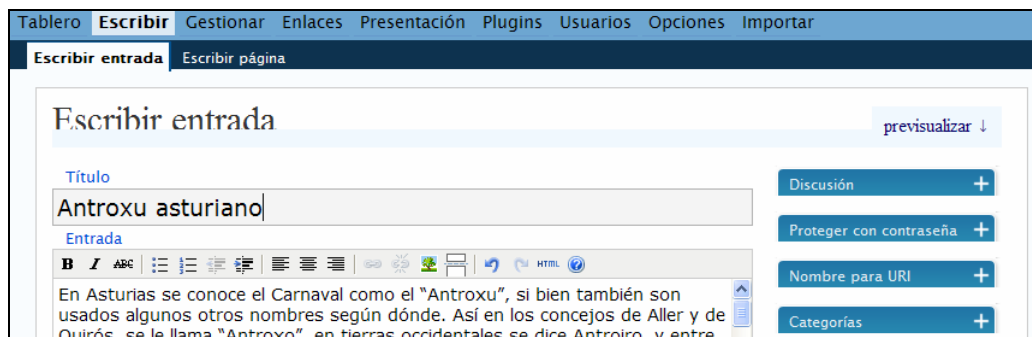 Tablero Escribir Gestionar Enlaces Presentación Plugins Usuarios Opciones Importar
Escribir entrada Escribir página
Escribir entrada
previsualizar ↓
Título
Antroxu asturiano
Entrada
B I ABC HTML
En Asturias se conoce el Carnaval como el “Antroxu”, si bien también son
usados algunos otros nombres según dónde. Así en los concejos de Aller y de
Quirós, se le llama “Antroxo”, en tierras occidentales se dice Antroiro, y entre
Discusión
Proteger con contraseña
Nombre para URI
Categorías